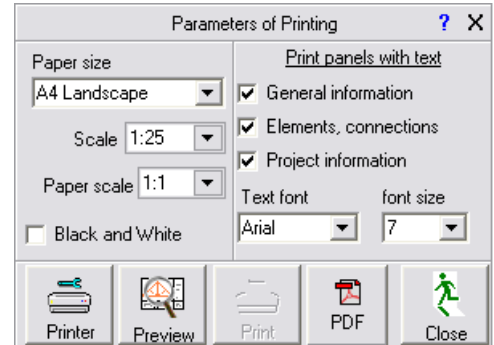 Parameters of Printing ? X
Paper size
A4 Landscape
Scale 1:25
Paper scale 1:1
Black and White
Print panels with text
General information
Elements, connections
Project information
Text font font size
Arial 7
Printer Preview Print PDF Close